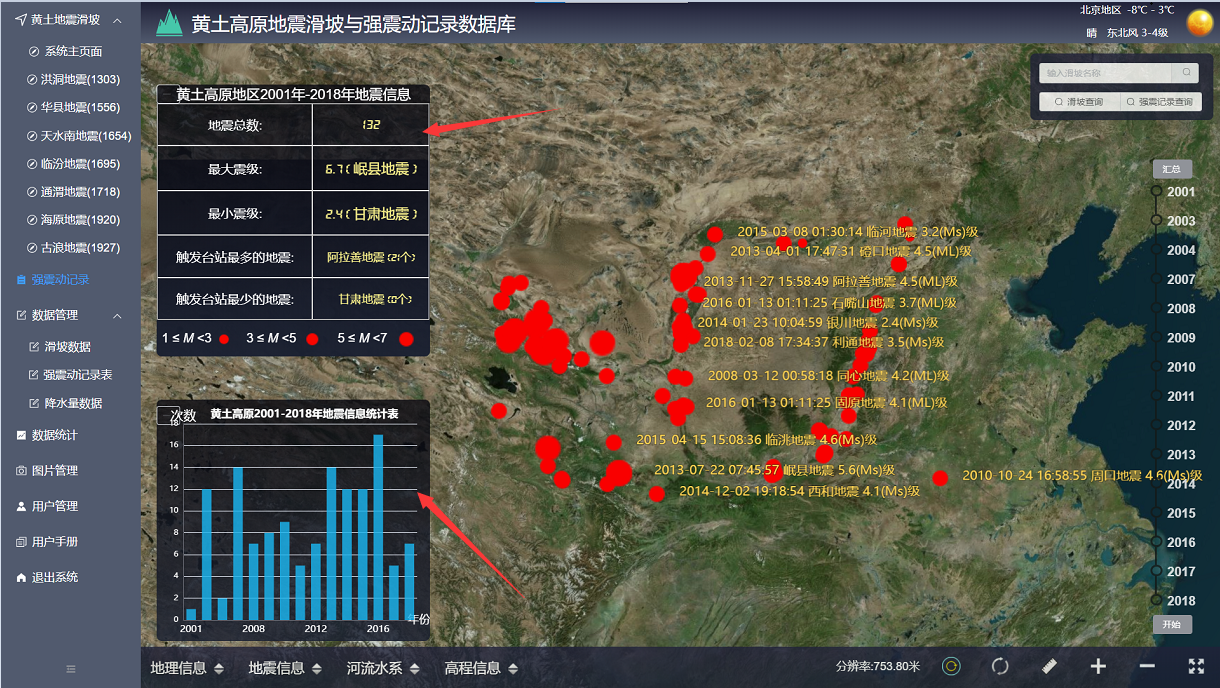 黄土地震滑坡
系统主页面
洪洞地震(1303)
华县地震(1556)
天水南地震(1654)
临汾地震(1695)
通渭地震(1718)
海原地震(1920)
古浪地震(1927)
强震动记录
数据管理
滑坡数据
强震动记录表
降水量数据
数据统计
图片管理
用户管理
用户手册
退出系统
黄土高原地震滑坡与强震动记录数据库
北京地区 -8℃ - 3℃
晴 东北风 3-4级
输入滑坡名称
滑坡查询 强震记录查询
黄土高原地区2001年-2018年地震信息
地震总数: 132
最大震级: 6.7(岷县地震)
最小震级: 2.4(甘肃地震)
触发台站最多的地震: 阿拉善地震(21个)
触发台站最少的地震: 甘肃地震(0个)
1 ≤ M <3 3 ≤ M <5 5 ≤ M <7
次数 黄土高原2001-2018年地震信息统计表
18
16
14
12
10
8
6
4
2
0
2001 2008 2012 2016
年份
2015-03-08 01:30:14 临河地震 3.2(Ms)级
2013-04-01 17:47:31 磴口地震 4.5(ML)级
2013-11-27 15:58:49 阿拉善地震 4.5(ML)级
2016-01-13 01:11:25 石嘴山地震 3.7(ML)级
2014-01-23 10:04:59 银川地震 2.4(Ms)级
2018-02-08 17:34:37 利通地震 3.5(Ms)级
2008-03-12 00:58:18 同心地震 4.2(ML)级
2016-01-13 01:11:25 固原地震 4.1(ML)级
2015-04-15 15:08:36 临洮地震 4.6(Ms)级
2013-07-22 07:45:57 岷县地震 5.6(Ms)级
2010-10-24 16:58:55 周口地震 4.6(Ms)级
2014-12-02 19:18:54 西和地震 4.1(Ms)级
汇总
2001
2003
2004
2007
2008
2009
2010
2011
2012
2013
2014
2015
2016
2017
2018
开始
地理信息 地震信息 河流水系 高程信息
分辨率:753.80米